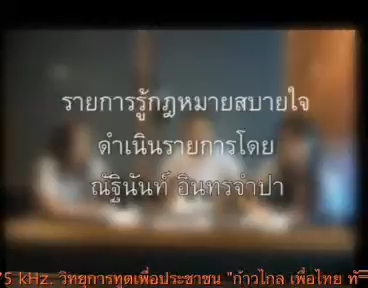 รายการรู้กฎหมายสบายใจ
ดำเนินรายการโดย
ณัฐินันท์ อินทรจำปา
75 kHz. วิทยุการทูตเพื่อประชาชน "ก้าวไกล เพื่อไทย ทั